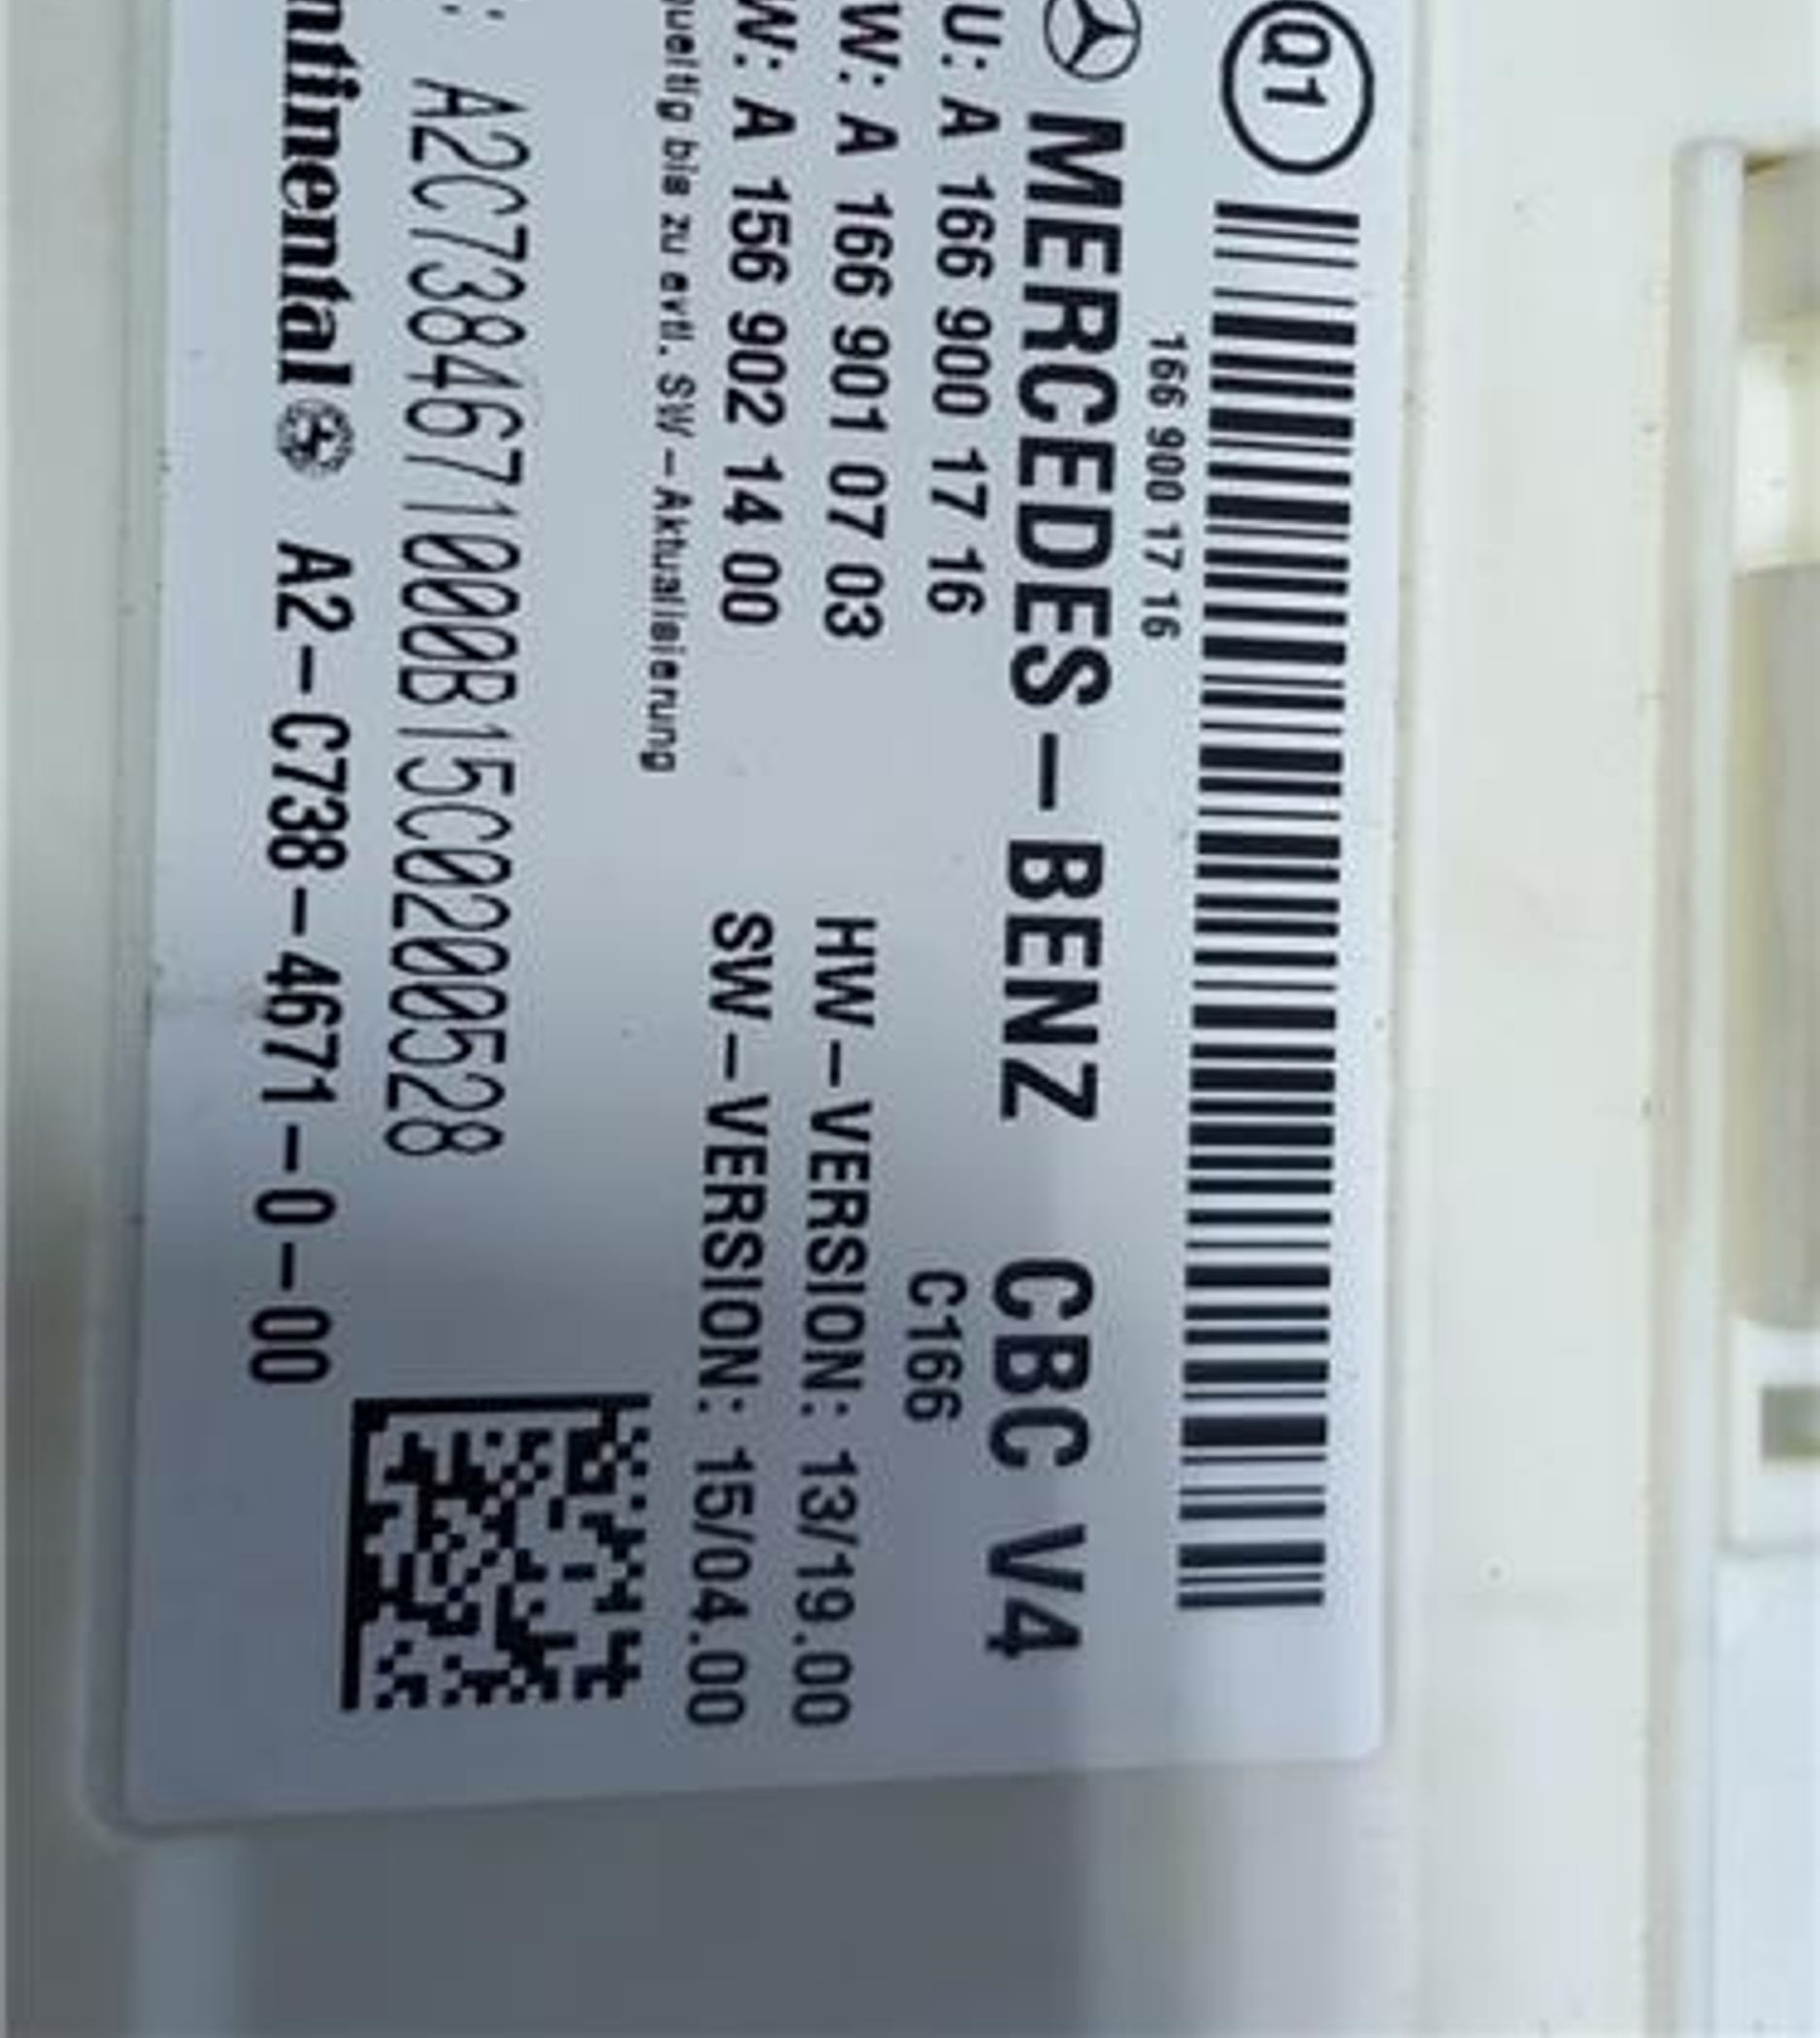 Q1
166 900 17 16
MERCEDES-BENZ CBC V4
U: A 166 900 17 16 C166
W: A 166 901 07 03 HW-VERSION: 13/19.00
W: A 156 902 14 00 SW-VERSION: 15/04.00
gueltig bis zu evtl. SW-Aktualisierung
: A2C73846710000B15C0200528
ntinental A2-C738-4671-0-00